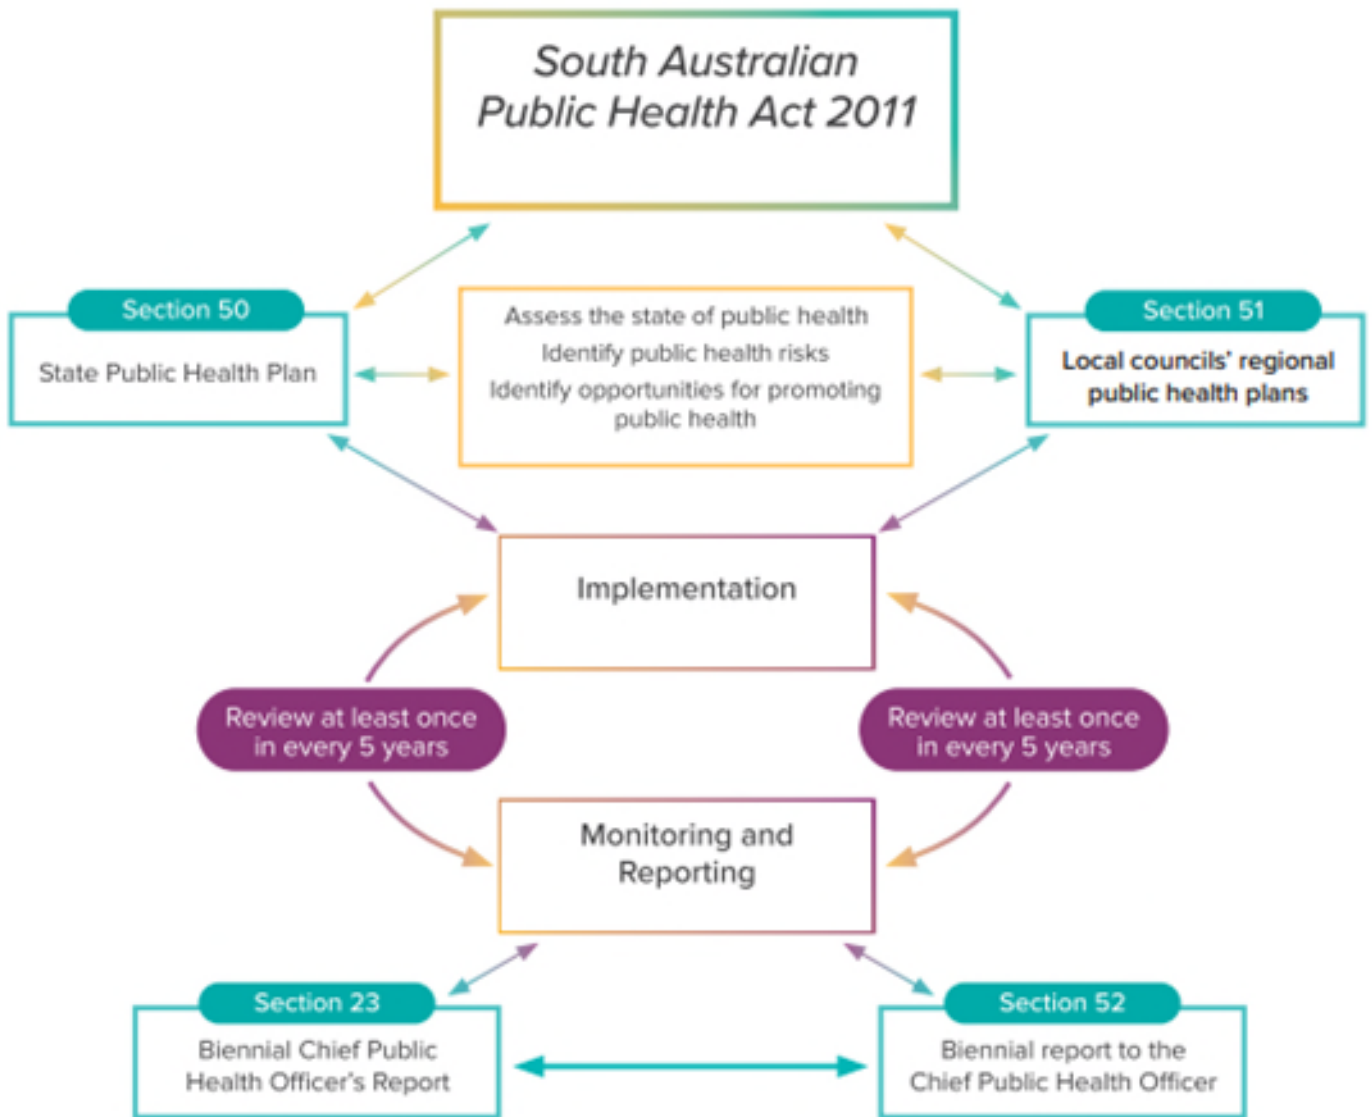 South Australian
Public Health Act 2011
Section 50
State Public Health Plan
Assess the state of public health
Identify public health risks
Identify opportunities for promoting
public health
Section 51
Local councils’ regional
public health plans
Implementation
Review at least once
in every 5 years
Review at least once
in every 5 years
Monitoring and
Reporting
Section 23
Biennial Chief Public
Health Officer’s Report
Section 52
Biennial report to the
Chief Public Health Officer